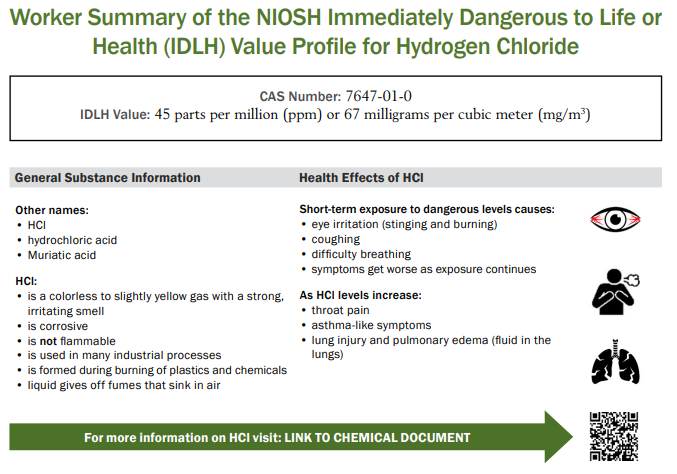 Worker Summary of the NIOSH Immediately Dangerous to Life or
Health (IDLH) Value Profile for Hydrogen Chloride
CAS Number: 7647-01-0
IDLH Value: 45 parts per million (ppm) or 67 milligrams per cubic meter (mg/m³)
General Substance Information
Other names:
• HCl
• hydrochloric acid
• Muriatic acid
HCl:
• is a colorless to slightly yellow gas with a strong,
irritating smell
• is corrosive
• is not flammable
• is used in many industrial processes
• is formed during burning of plastics and chemicals
• liquid gives off fumes that sink in air
Health Effects of HCl
Short-term exposure to dangerous levels causes:
• eye irritation (stinging and burning)
• coughing
• difficulty breathing
• symptoms get worse as exposure continues
As HCl levels increase:
• throat pain
• asthma-like symptoms
• lung injury and pulmonary edema (fluid in the
lungs)
For more information on HCl visit: LINK TO CHEMICAL DOCUMENT